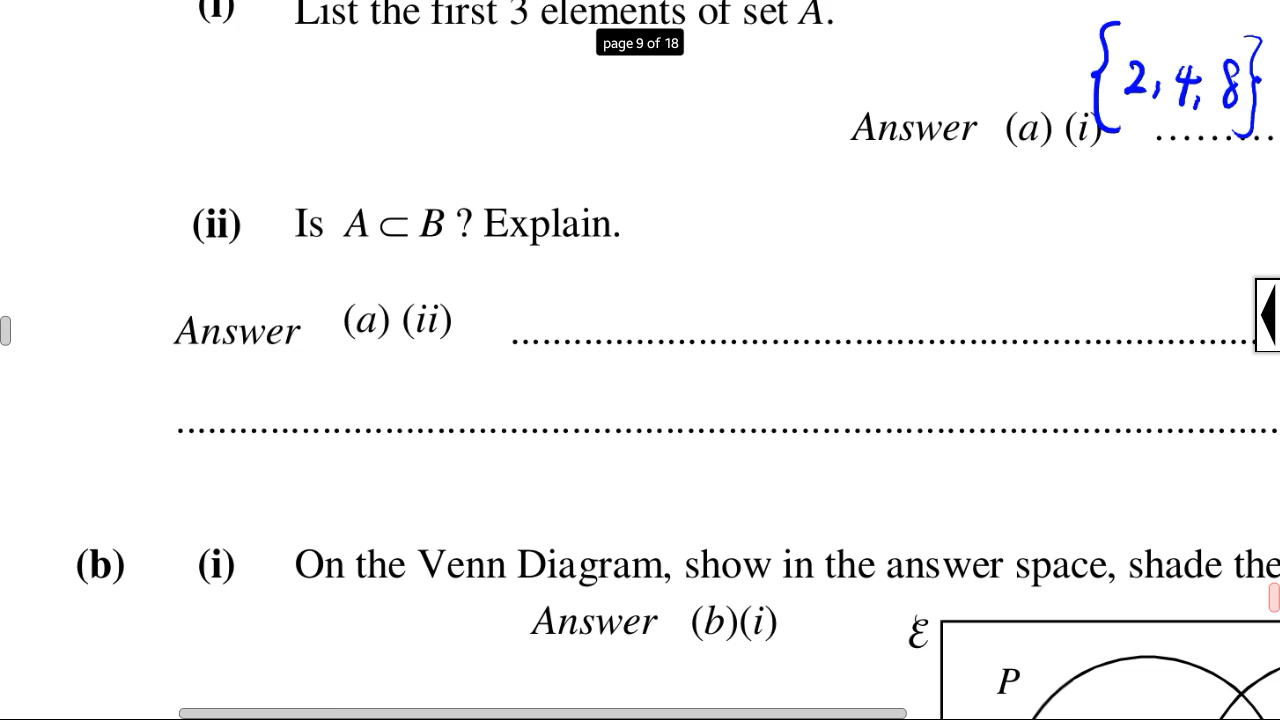 (i) List the first 3 elements of set A.
page 9 of 18
{2, 4, 8}
Answer (a) (i) ..........
(ii) Is A ⊂ B ? Explain.
Answer (a) (ii) ......................................................................
..............................................................................................................
(b) (i) On the Venn Diagram, show in the answer space, shade the
Answer (b)(i) ℰ
P